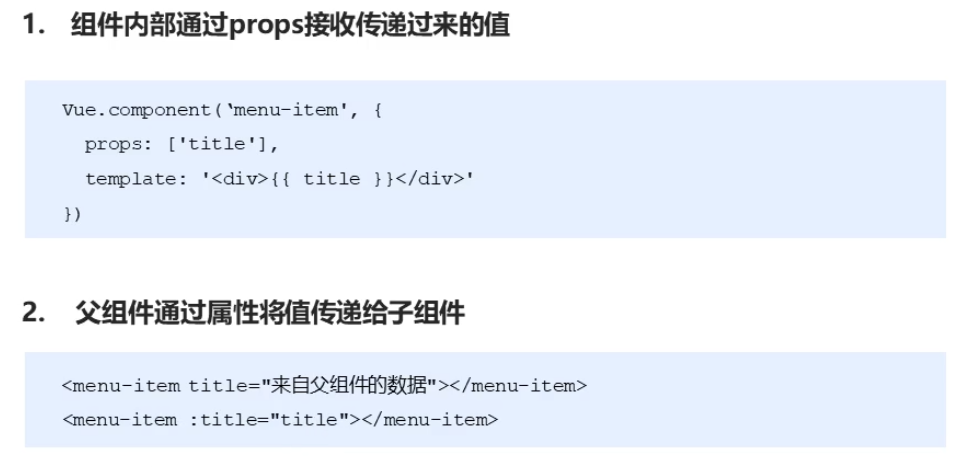 1. 组件内部通过props接收传递过来的值
Vue.component(‘menu-item', {
props: ['title'],
template: '<div>{{ title }}</div>'
})
2. 父组件通过属性将值传递给子组件
<menu-item title="来自父组件的数据"></menu-item>
<menu-item :title="title"></menu-item>